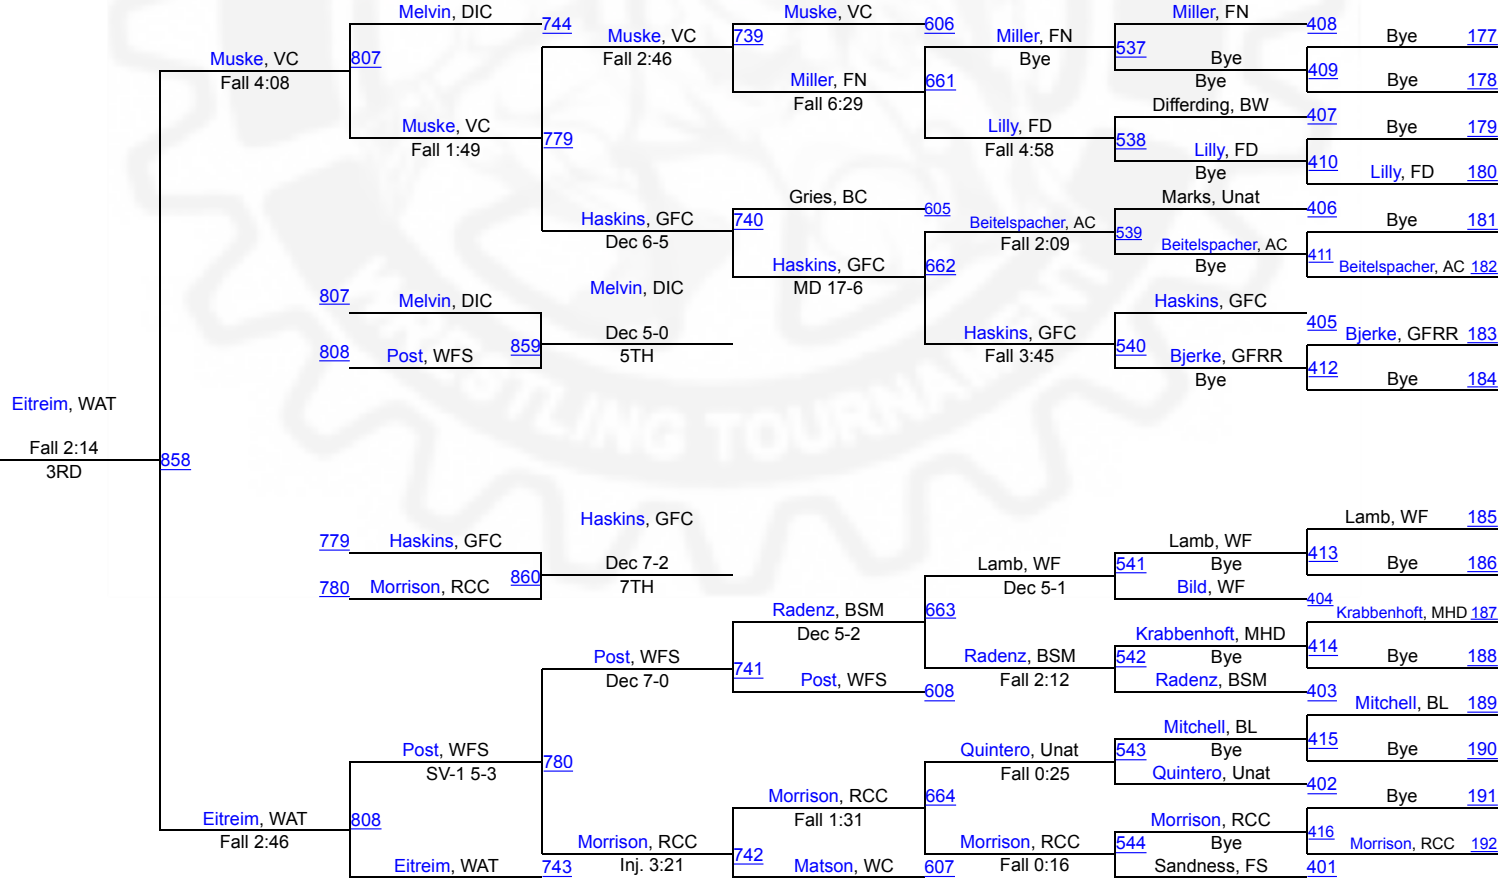 Melvin, DIC
744
Muske, VC
606
Miller, FN
408
Bye 177
Muske, VC
739
Miller, FN
537
Muske, VC
807
Fall 2:46
Bye
Bye
409
Fall 4:08
Miller, FN
661
Bye
Bye 178
Fall 6:29
Differding, BW
407
Muske, VC
779
Lilly, FD
538
Bye 179
Fall 1:49
Fall 4:58
Lilly, FD
410
Bye
Lilly, FD 180
Gries, BC
605
Marks, Unat
406
Haskins, GFC
740
Beitelspacher, AC
539
Bye 181
Dec 6-5
Fall 2:09
Beitelspacher, AC
411
Haskins, GFC
662
Bye
Beitelspacher, AC 182
MD 17-6
807
Melvin, DIC
Melvin, DIC
Haskins, GFC
405
Dec 5-0
Haskins, GFC
Bjerke, GFRR 183
808
Post, WFS
859
5TH
Fall 3:45
540
Bjerke, GFRR
412
Bye
Bye 184
Eitreim, WAT
Fall 2:14
858
3RD
WRESTLING TOURNAMENT
Haskins, GFC
Lamb, WF 185
779
Haskins, GFC
Dec 7-2
Lamb, WF
413
Lamb, WF
541
Bye
Bye 186
860
7TH
Dec 5-1
780
Morrison, RCC
Bild, WF
404
Radenz, BSM
663
Krabbenhoft, MHD 187
Dec 5-2
Krabbenhoft, MHD
414
Post, WFS
741
Radenz, BSM
542
Bye
Bye 188
Dec 7-0
Post, WFS
608
Fall 2:12
Radenz, BSM
403
Mitchell, BL 189
Mitchell, BL
415
Post, WFS
780
Quintero, Unat
543
Bye
Bye 190
SV-1 5-3
Fall 0:25
Quintero, Unat
402
Morrison, RCC
664
Bye 191
Eitreim, WAT
808
Fall 1:31
Morrison, RCC
416
Fall 2:46
Morrison, RCC
742
Morrison, RCC
544
Bye
Morrison, RCC 192
Eitreim, WAT
743
Inj. 3:21
Matson, WC
607
Fall 0:16
Sandness, FS
401